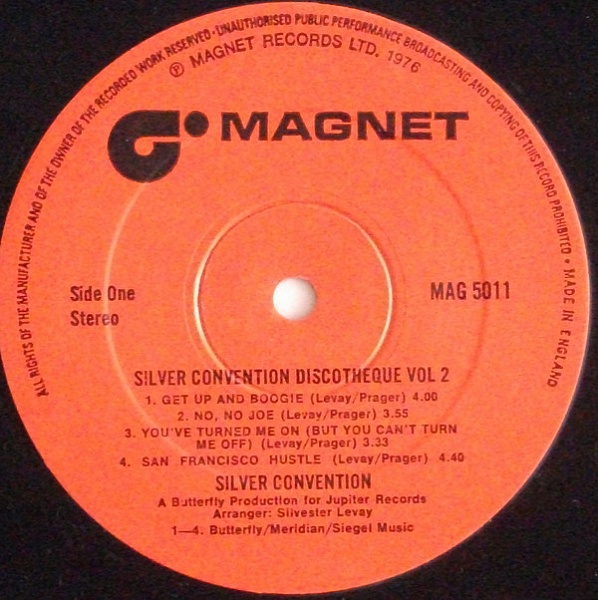 ALL RIGHTS OF THE MANUFACTURER AND OF THE OWNER OF THE RECORDED WORK RESERVED · UNAUTHORISED PUBLIC PERFORMANCE BROADCASTING AND COPYING OF THIS RECORD PROHIBITED • MADE IN ENGLAND
Ⓟ MAGNET RECORDS LTD. 1976
MAGNET
Side One
Stereo
MAG 5011
SILVER CONVENTION DISCOTHEQUE VOL 2
1. GET UP AND BOOGIE (Levay/Prager) 4.00
2. NO, NO JOE (Levay/Prager) 3.55
3. YOU'VE TURNED ME ON (BUT YOU CAN'T TURN
ME OFF) (Levay/Prager) 3.33
4. SAN FRANCISCO HUSTLE (Levay/Prager) 4.40
SILVER CONVENTION
A Butterfly Production for Jupiter Records
Arranger: Silvester Levay
1—4. Butterfly/Meridian/Siegel Music